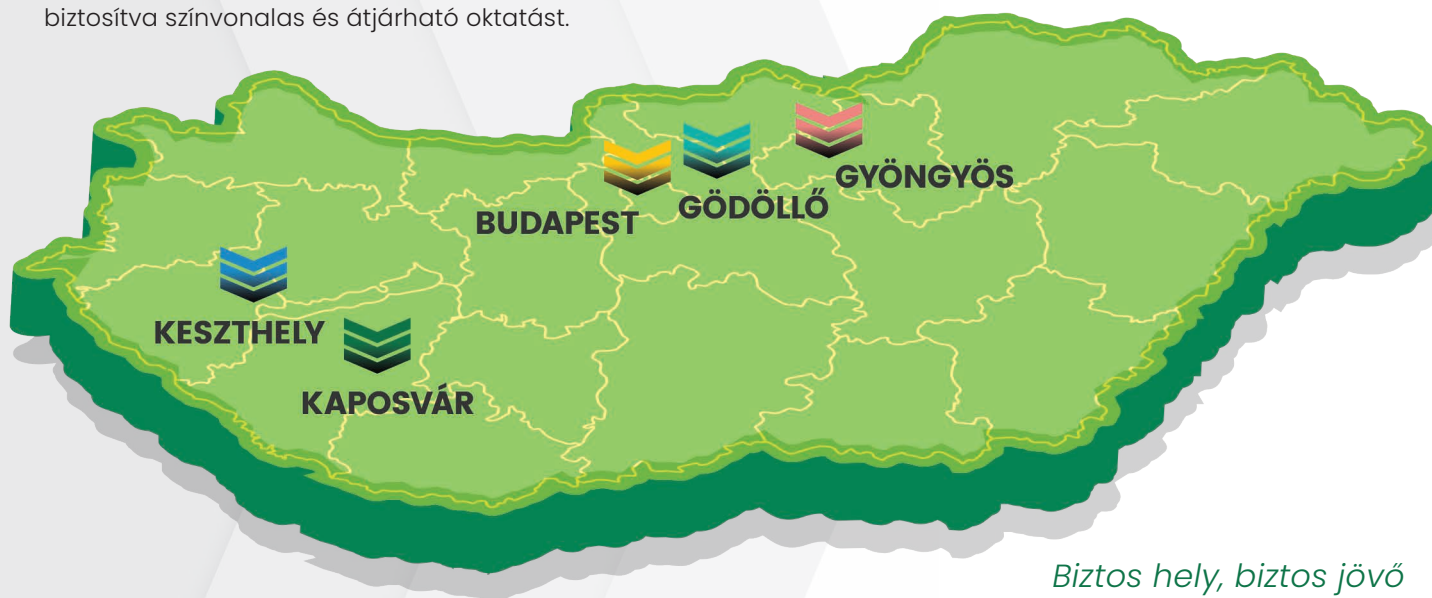 biztosítva színvonalas és átjárható oktatást.
GYÖNGYÖS
GÖDÖLLŐ
BUDAPEST
KESZTHELY
KAPOSVÁR
Biztos hely, biztos jövő